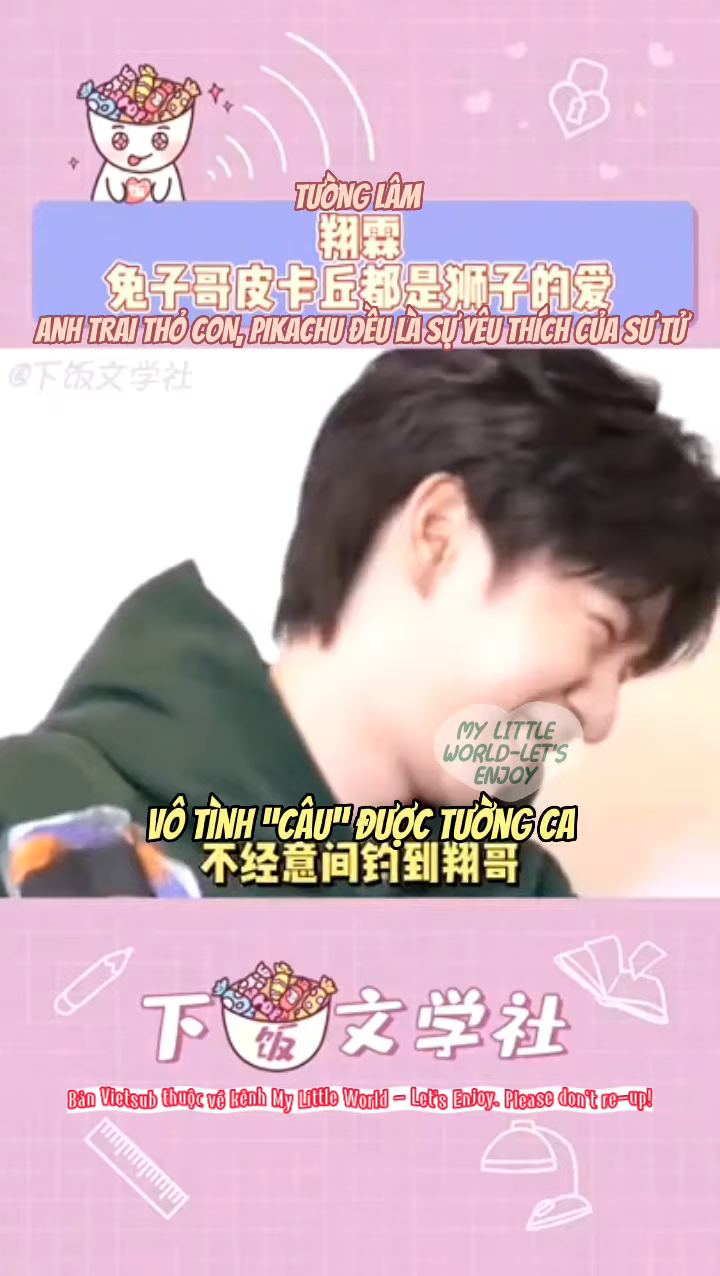 TUỒNG LÂM
翔霖
兔子哥皮卡丘都是狮子的爱
ANH TRAI THỎ CON, PIKACHU ĐỀU LÀ SỰ YÊU THÍCH CỦA SƯ TỬ
@下饭文学社
MY LITTLE
WORLD-LET'S
ENJOY
VÔ TÌNH "CÂU" ĐƯỢC TƯỜNG CA
不经意间钓到翔哥
下饭文学社
Bản Vietsub thuộc về kênh My Little World - Let's Enjoy. Please don't re-up!